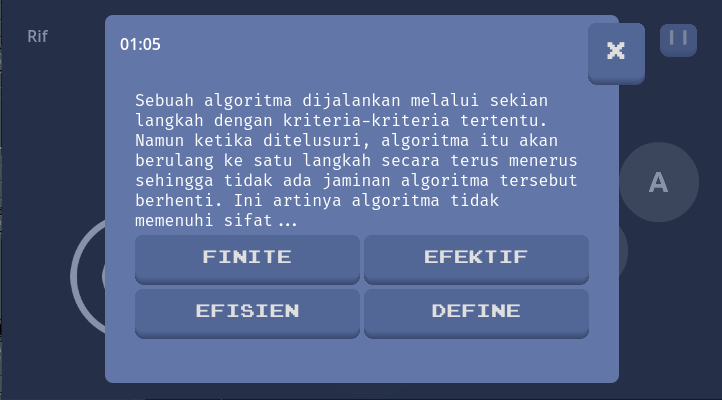 Rif
01:05
Sebuah algoritma dijalankan melalui sekian
langkah dengan kriteria-kriteria tertentu.
Namun ketika ditelusuri, algoritma itu akan
berulang ke satu langkah secara terus menerus
sehingga tidak ada jaminan algoritma tersebut
berhenti. Ini artinya algoritma tidak
memenuhi sifat...
FINITE
EFEKTIF
EFISIEN
DEFINE
A